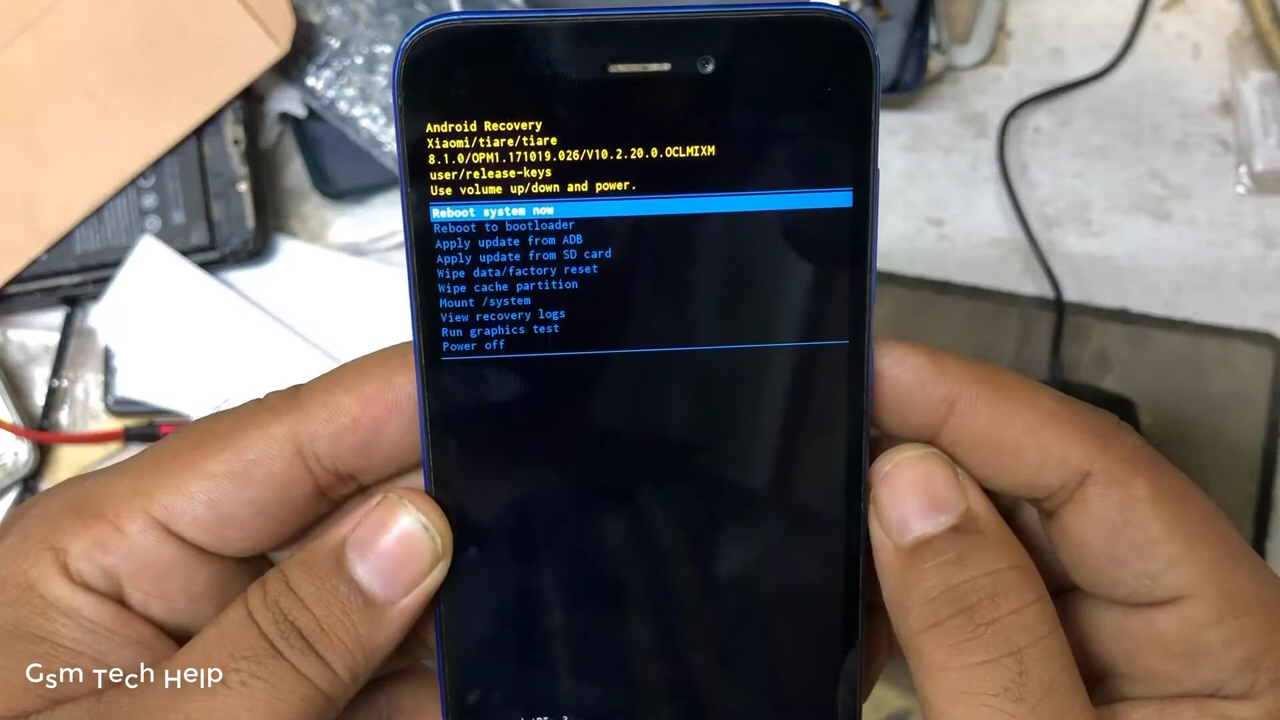 Android Recovery
Xiaomi/tiare/tiare
8.1.0/OPM1.171019.026/V10.2.20.0.OCLMIXM
user/release-keys
Use volume up/down and power.
Reboot system now
Reboot to bootloader
Apply update from ADB
Apply update from SD card
Wipe data/factory reset
Wipe cache partition
Mount /system
View recovery logs
Run graphics test
Power off
Gsm Tech Help